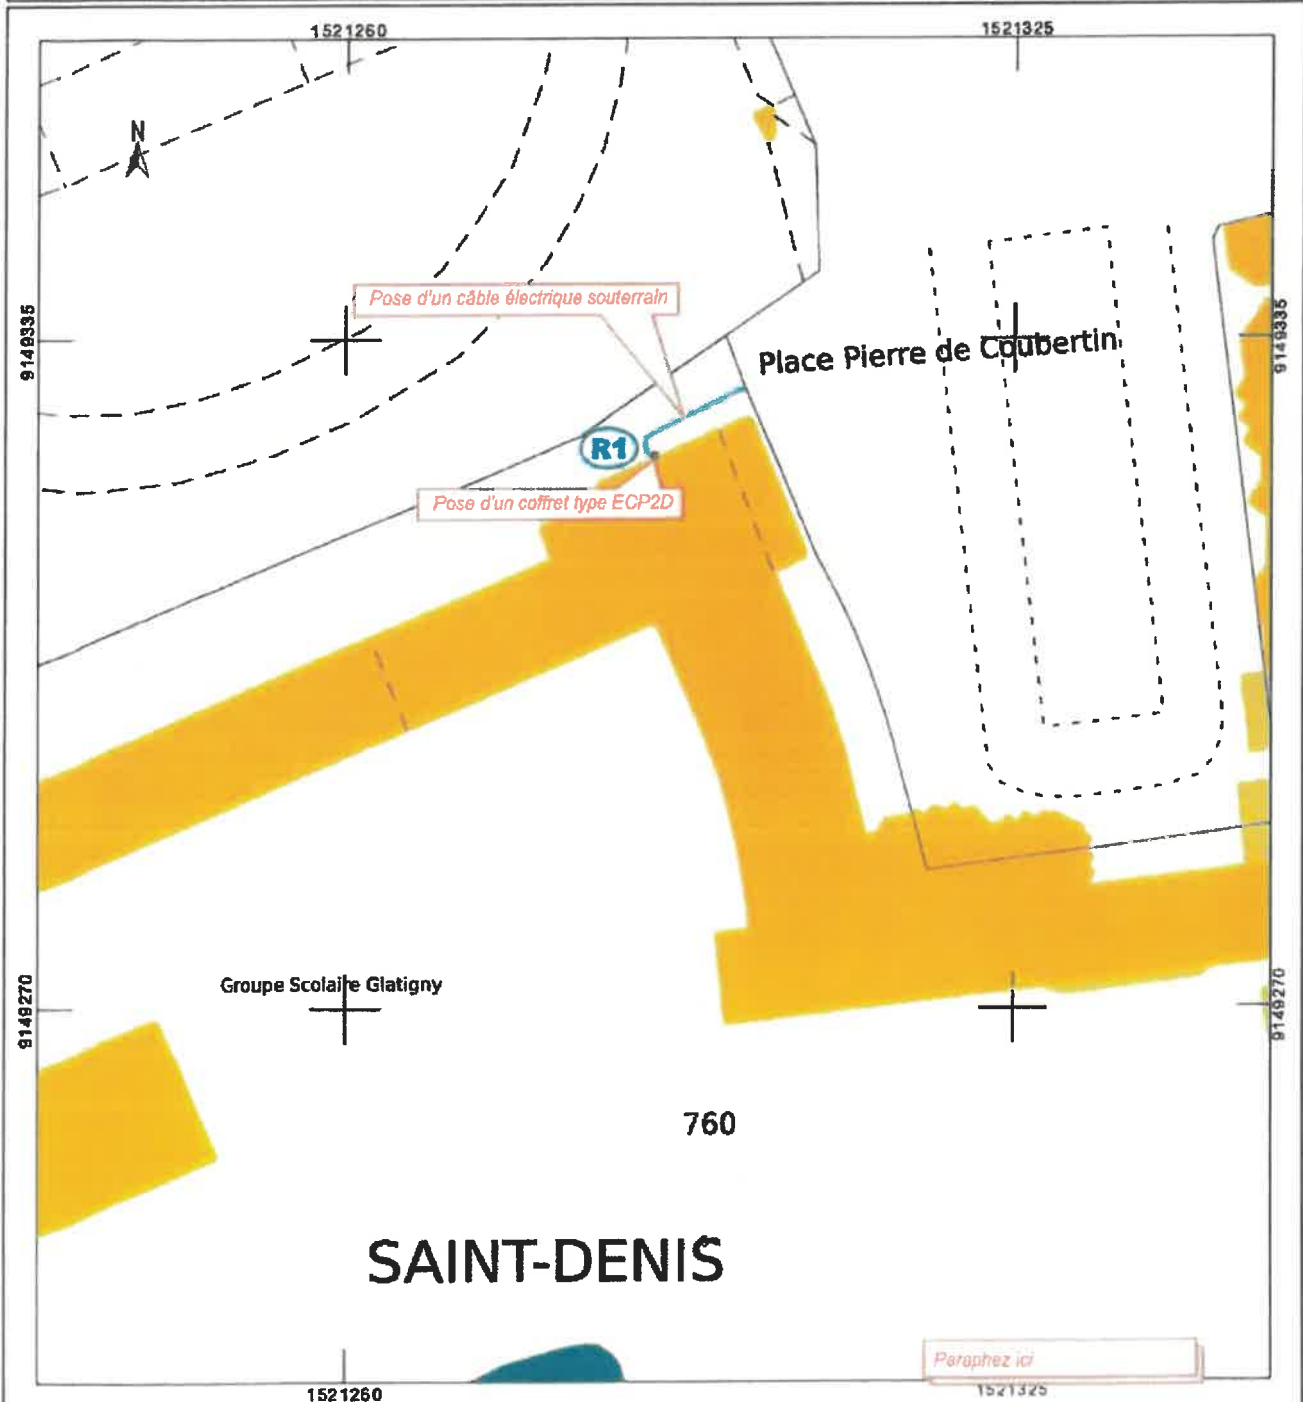 1521260
1521325
N
Pose d'un câble électrique souterrain
9149335
9149335
Place Pierre de Coubertin
R1
Pose d'un coffret type ECP2D
Groupe Scolaire Glatigny
9149270
9149270
760
SAINT-DENIS
Paraphez ici
1521260
1521325